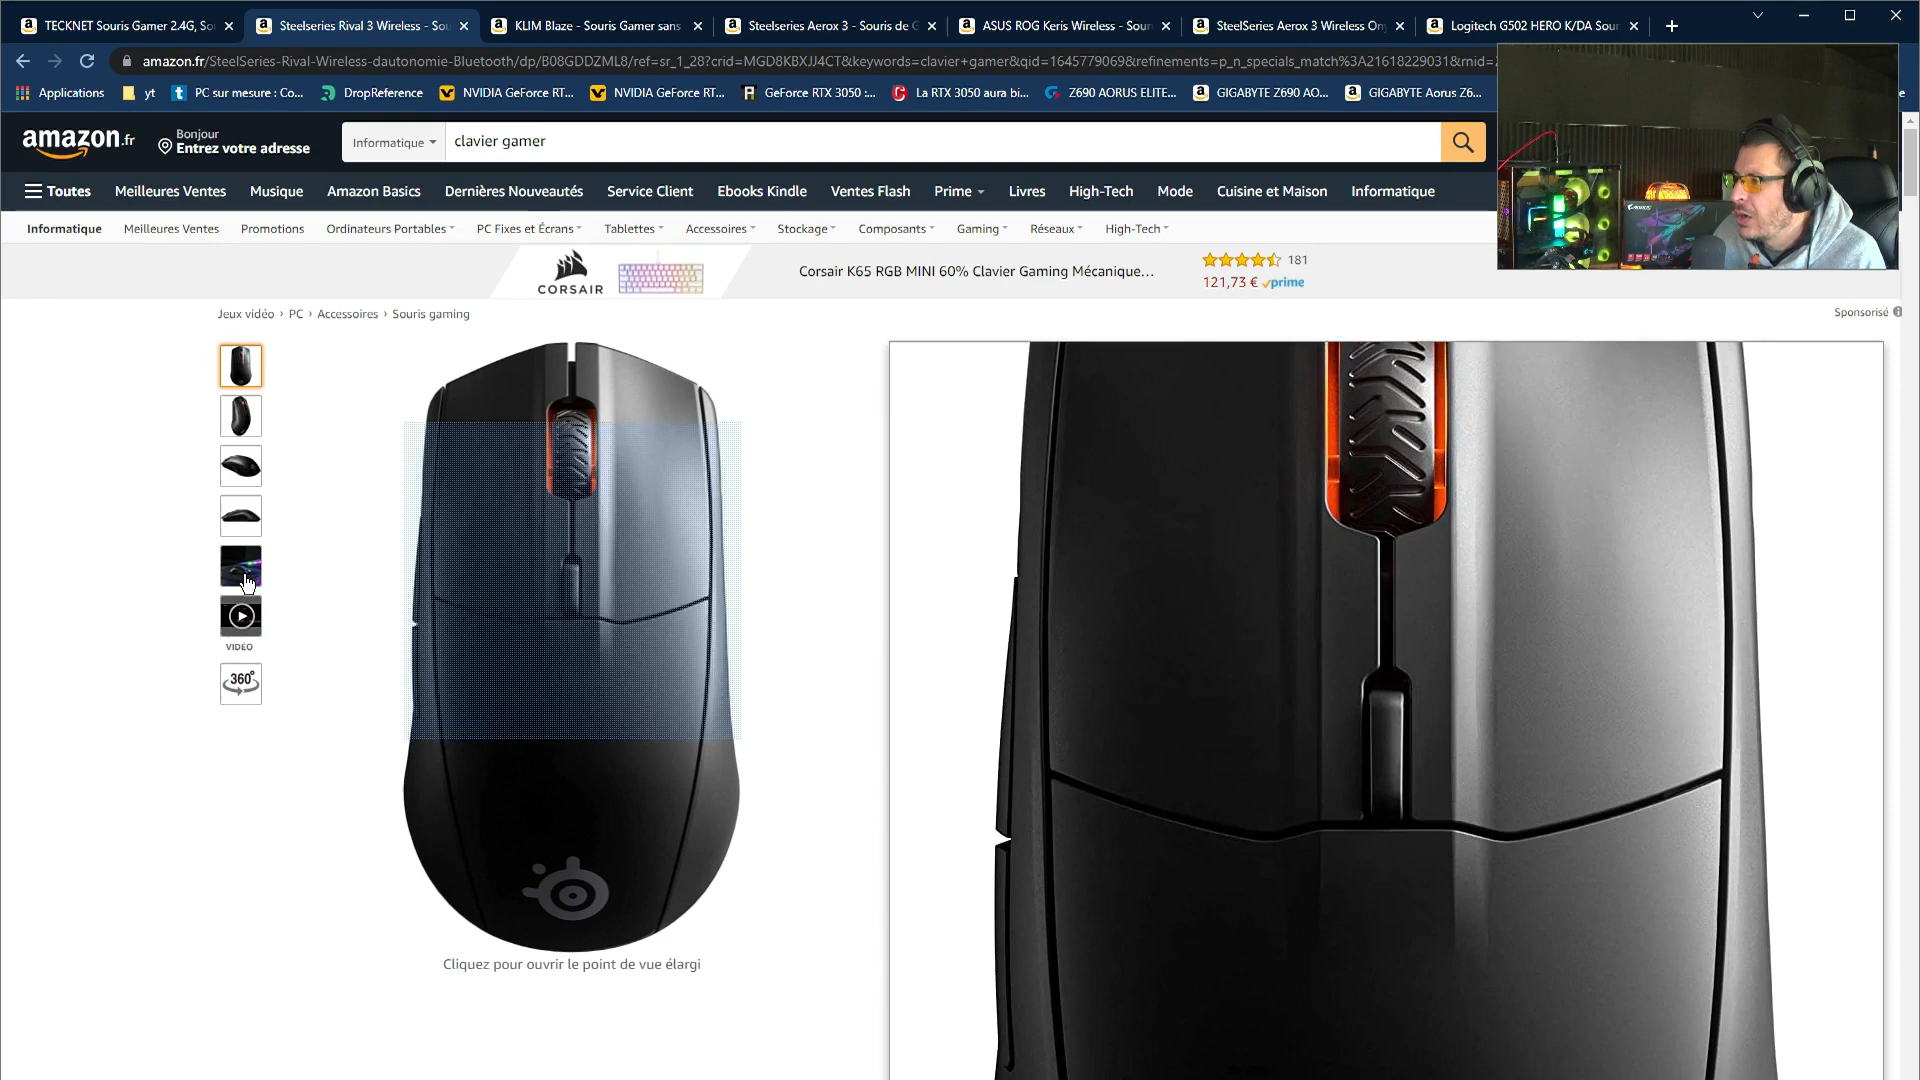 TECKNET Souris Gamer 2.4G, So
Steelseries Rival 3 Wireless - Sou
KLIM Blaze - Souris Gamer sans
Steelseries Aerox 3 - Souris de G
ASUS ROG Keris Wireless - Souri
SteelSeries Aerox 3 Wireless On
Logitech G502 HERO K/DA Sour
amazon.fr/SteelSeries-Rival-Wireless-dautonomie-Bluetooth/dp/B08GDDZML8/ref=sr_1_28?crid=MGD8KBXJJ4CT&keywords=clavier+gamer&qid=1645779069&refinements=p_n_specials_match%3A21618229031&rnid=2
Applications
yt
PC sur mesure : Co...
DropReference
NVIDIA GeForce RT...
NVIDIA GeForce RT...
GeForce RTX 3050 :...
La RTX 3050 aura bi...
Z690 AORUS ELITE...
GIGABYTE Z690 AO...
GIGABYTE Aorus Z6...
amazon.fr
Bonjour
Entrez votre adresse
Informatique
clavier gamer
Toutes
Meilleures Ventes
Musique
Amazon Basics
Dernières Nouveautés
Service Client
Ebooks Kindle
Ventes Flash
Prime
Livres
High-Tech
Mode
Cuisine et Maison
Informatique
Informatique
Meilleures Ventes
Promotions
Ordinateurs Portables
PC Fixes et Écrans
Tablettes
Accessoires
Stockage
Composants
Gaming
Réseaux
High-Tech
CORSAIR
Corsair K65 RGB MINI 60% Clavier Gaming Mécanique...
181
121,73 € prime
Jeux vidéo › PC › Accessoires › Souris gaming
Sponsorisé
VIDÉO
360°
Cliquez pour ouvrir le point de vue élargi